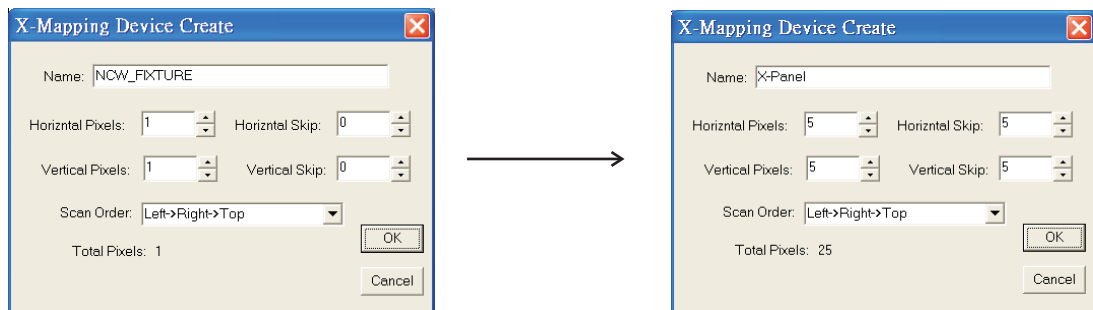 X-Mapping Device Create
Name: NCW_FIXTURE
Horizntal Pixels: 1 Horizntal Skip: 0
Vertical Pixels: 1 Vertical Skip: 0
Scan Order: Left->Right->Top
OK
Total Pixels: 1
Cancel
X-Mapping Device Create
Name: X-Panel
Horizntal Pixels: 5 Horizntal Skip: 5
Vertical Pixels: 5 Vertical Skip: 5
Scan Order: Left->Right->Top
OK
Total Pixels: 25
Cancel